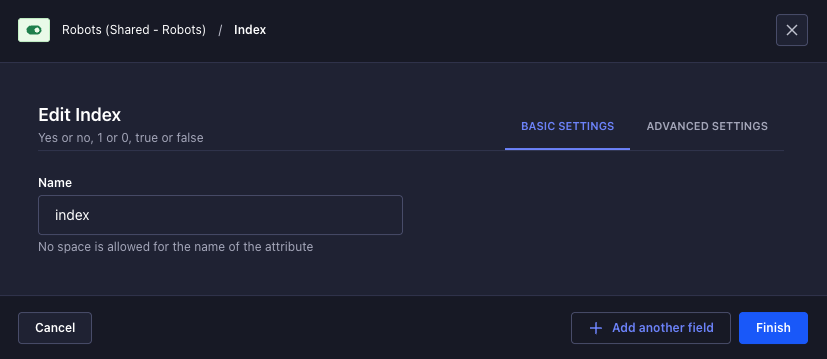 Robots (Shared - Robots) / Index
Edit Index
Yes or no, 1 or 0, true or false
BASIC SETTINGS
ADVANCED SETTINGS
Name
index
No space is allowed for the name of the attribute
Cancel
Add another field
Finish